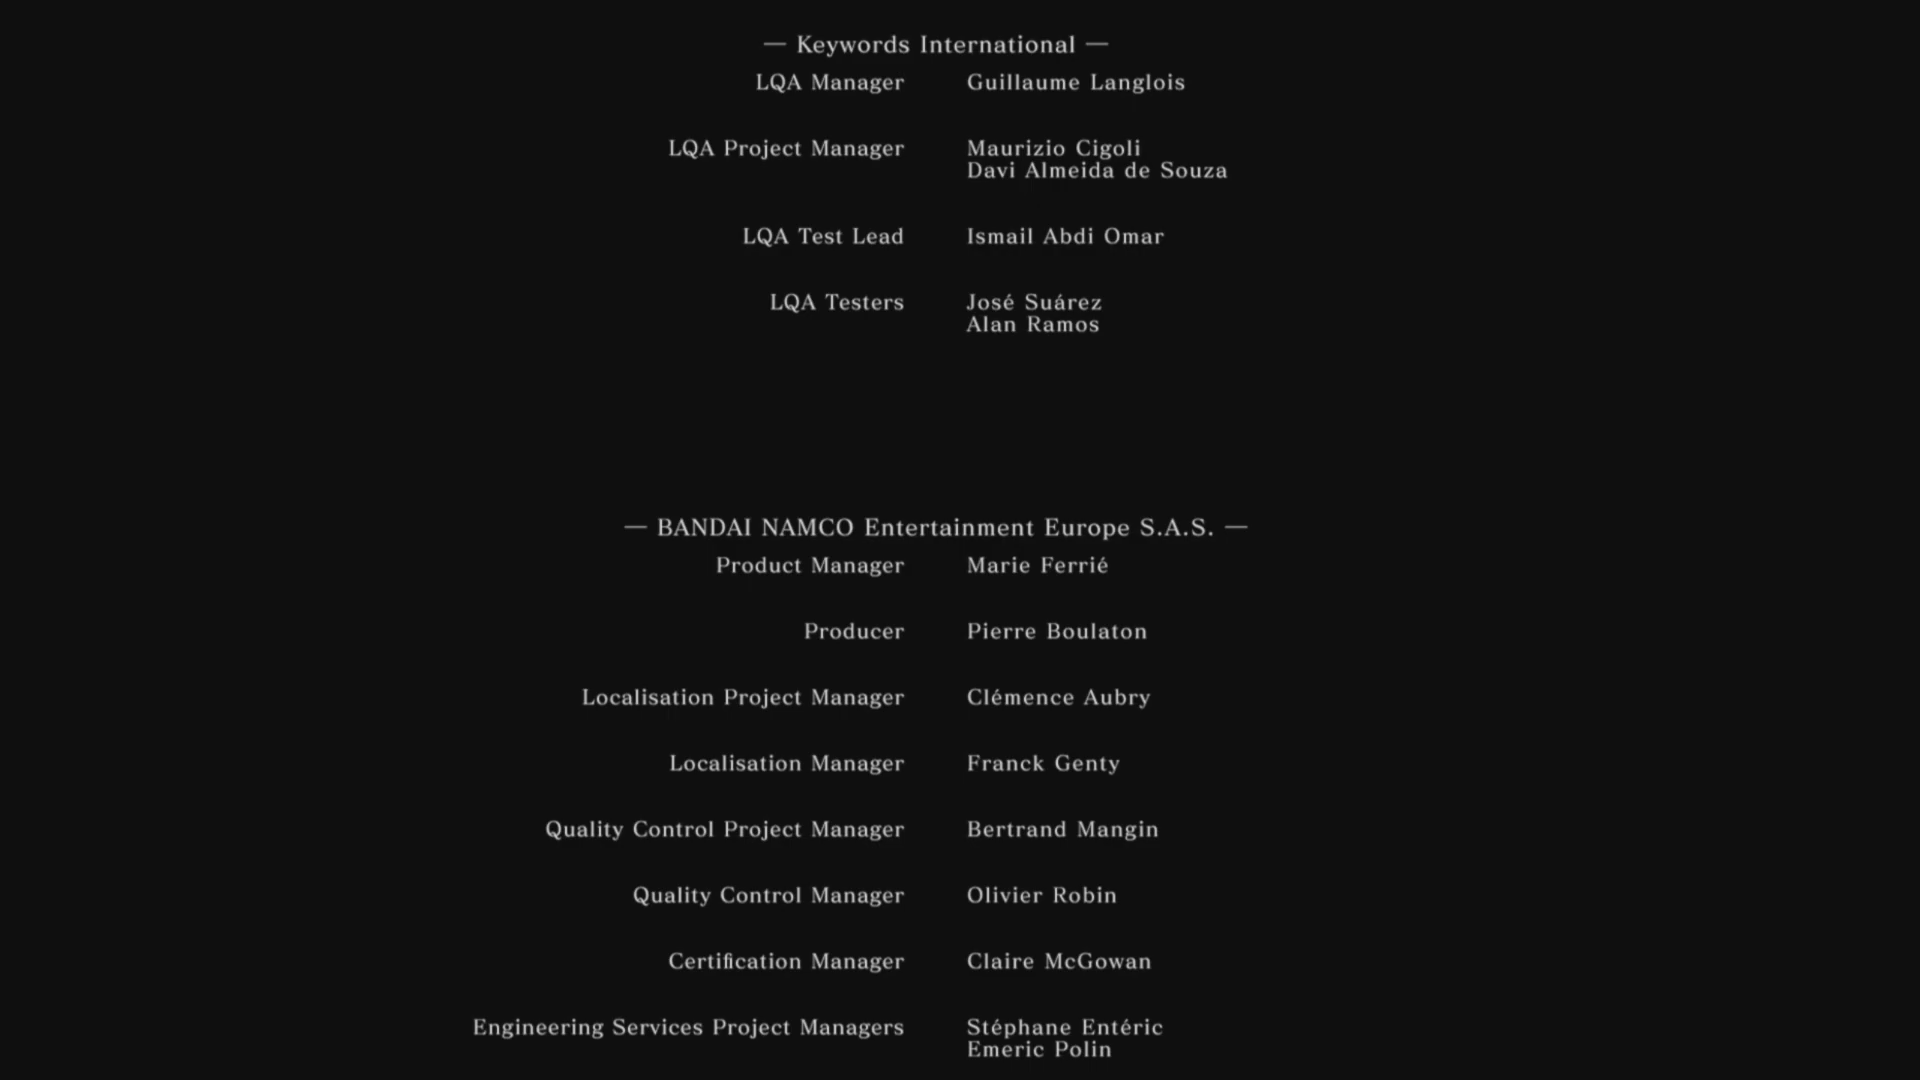 — Keywords International —
LQA Manager Guillaume Langlois
LQA Project Manager Maurizio Cigoli
Davi Almeida de Souza
LQA Test Lead Ismail Abdi Omar
LQA Testers José Suárez
Alan Ramos
— BANDAI NAMCO Entertainment Europe S.A.S. —
Product Manager Marie Ferrié
Producer Pierre Boulaton
Localisation Project Manager Clémence Aubry
Localisation Manager Franck Genty
Quality Control Project Manager Bertrand Mangin
Quality Control Manager Olivier Robin
Certification Manager Claire McGowan
Engineering Services Project Managers Stéphane Entéric
Emeric Polin